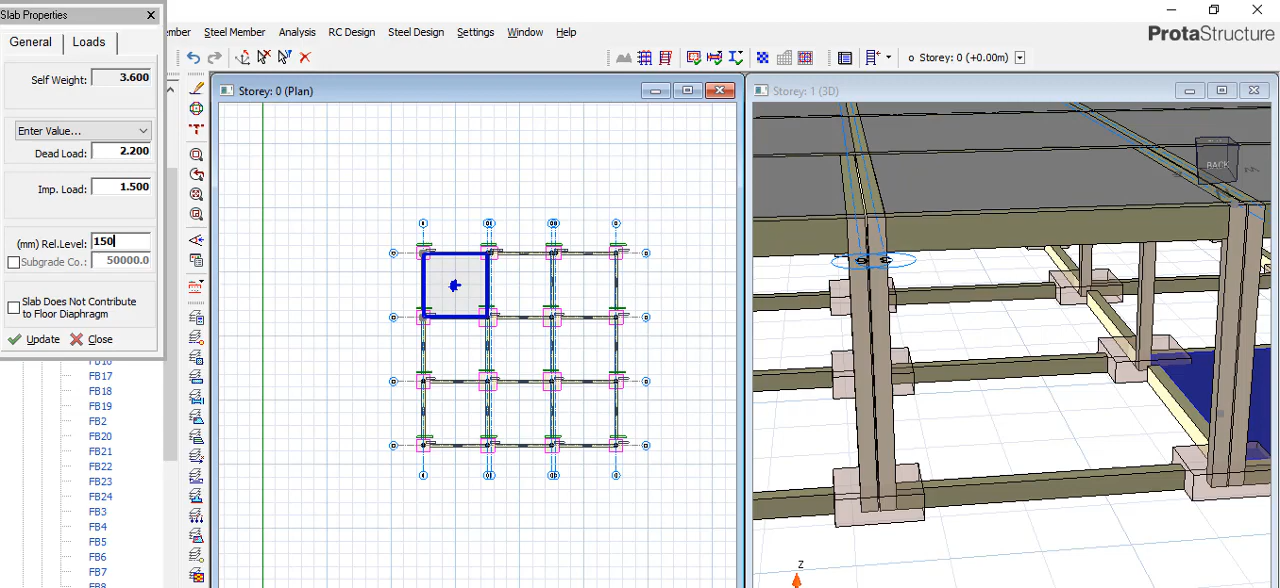 Slab Properties
General Loads
Self Weight: 3.600
Enter Value...
Dead Load: 2.200
Imp. Load: 1.500
(mm) Rel.Level: 150
Subgrade Co.: 50000.0
Slab Does Not Contribute
to Floor Diaphragm
Update Close
FB17
FB18
FB19
FB2
FB20
FB21
FB22
FB23
FB24
FB3
FB4
FB5
FB6
FB7
FB8
mber Steel Member Analysis RC Design Steel Design Settings Window Help
ProtaStructure
Storey: 0 (+0.00m)
Storey: 0 (Plan)
Storey: 1 (3D)
BACK
Z